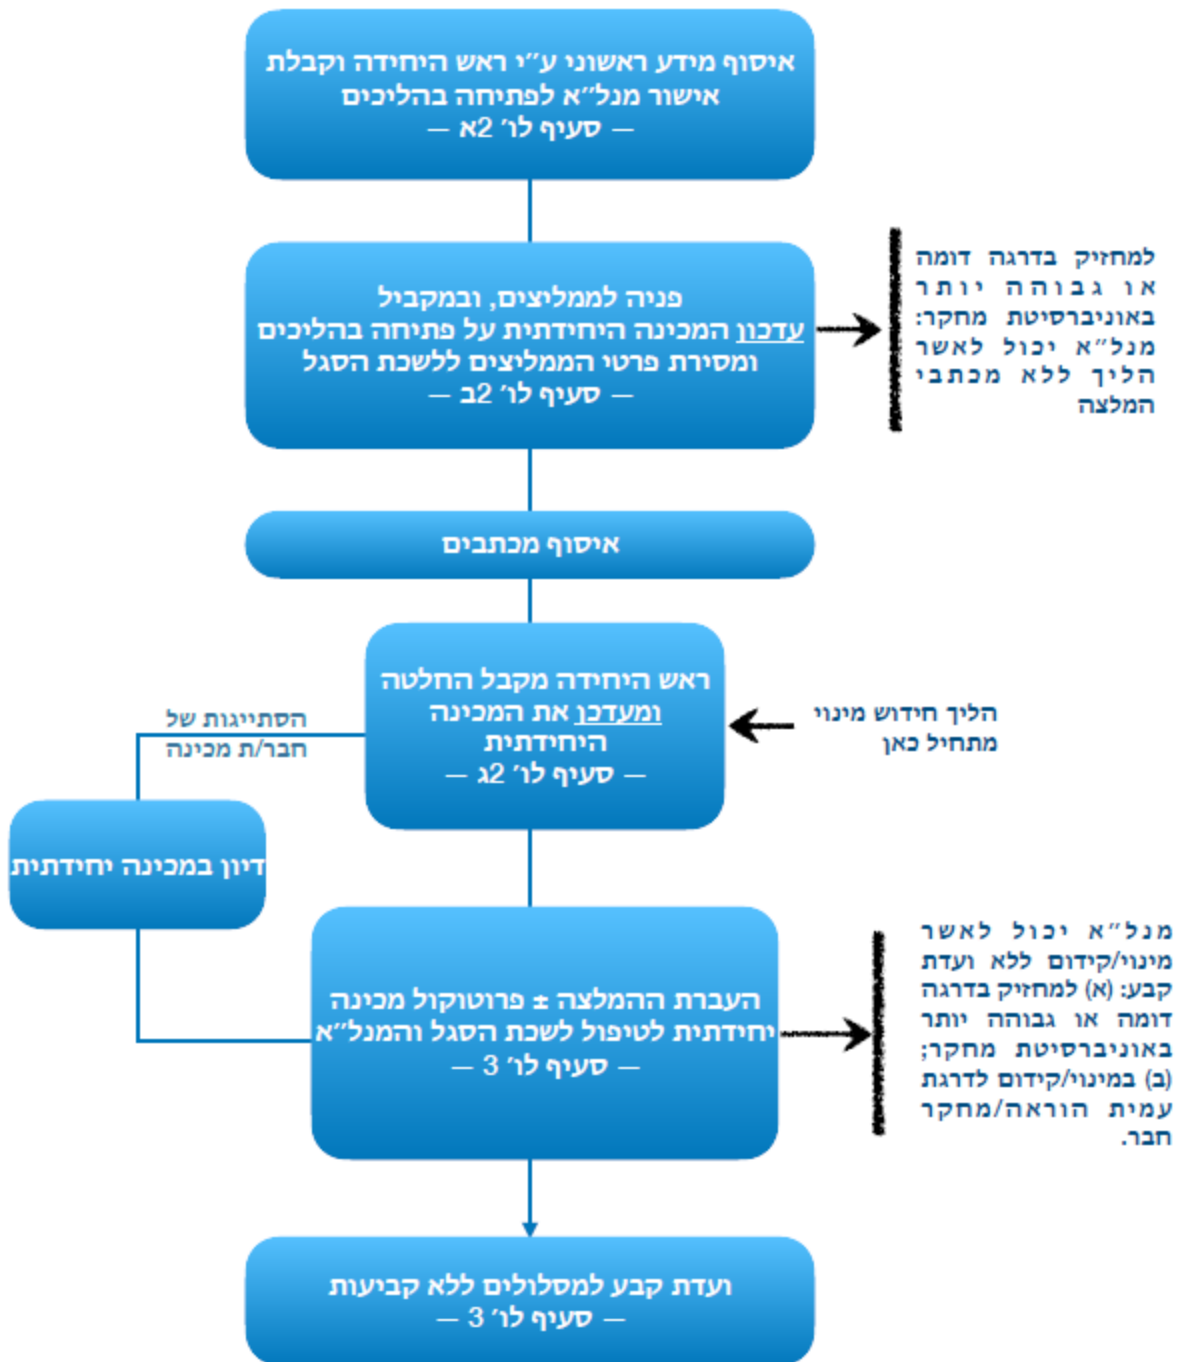 איסוף מידע ראשוני ע״י ראש היחידה וקבלת
אישור מנל״א לפתיחה בהליכים
— סעיף לו׳ 2א —
פניה לממליצים, ובמקביל
עדכון המכינה היחידתית על פתיחה בהליכים
ומסירת פרטי הממליצים ללשכת הסגל
— סעיף לו׳ 2ב —
למחזיק בדרגה דומה
או גבוהה יותר
באוניברסיטת מחקר:
מנל״א יכול לאשר
הליך ללא מכתבי
המלצה
איסוף מכתבים
ראש היחידה מקבל החלטה
ומעדכן את המכינה
היחידתית
— סעיף לו׳ 2ג —
הליך חידוש מינוי
מתחיל כאן
הסתייגות של
חבר/ת מכינה
דיון במכינה יחידתית
העברת ההמלצה ± פרוטוקול מכינה
יחידתית לטיפול לשכת הסגל והמנל״א
— סעיף לו׳ 3 —
מנל״א יכול לאשר
מינוי/קידום ללא ועדת
קבע: (א) למחזיק בדרגה
דומה או גבוהה יותר
באוניברסיטת מחקר;
(ב) במינוי/קידום לדרגת
עמית הוראה/מחקר
חבר.
ועדת קבע למסלולים ללא קביעות
— סעיף לו׳ 3 —